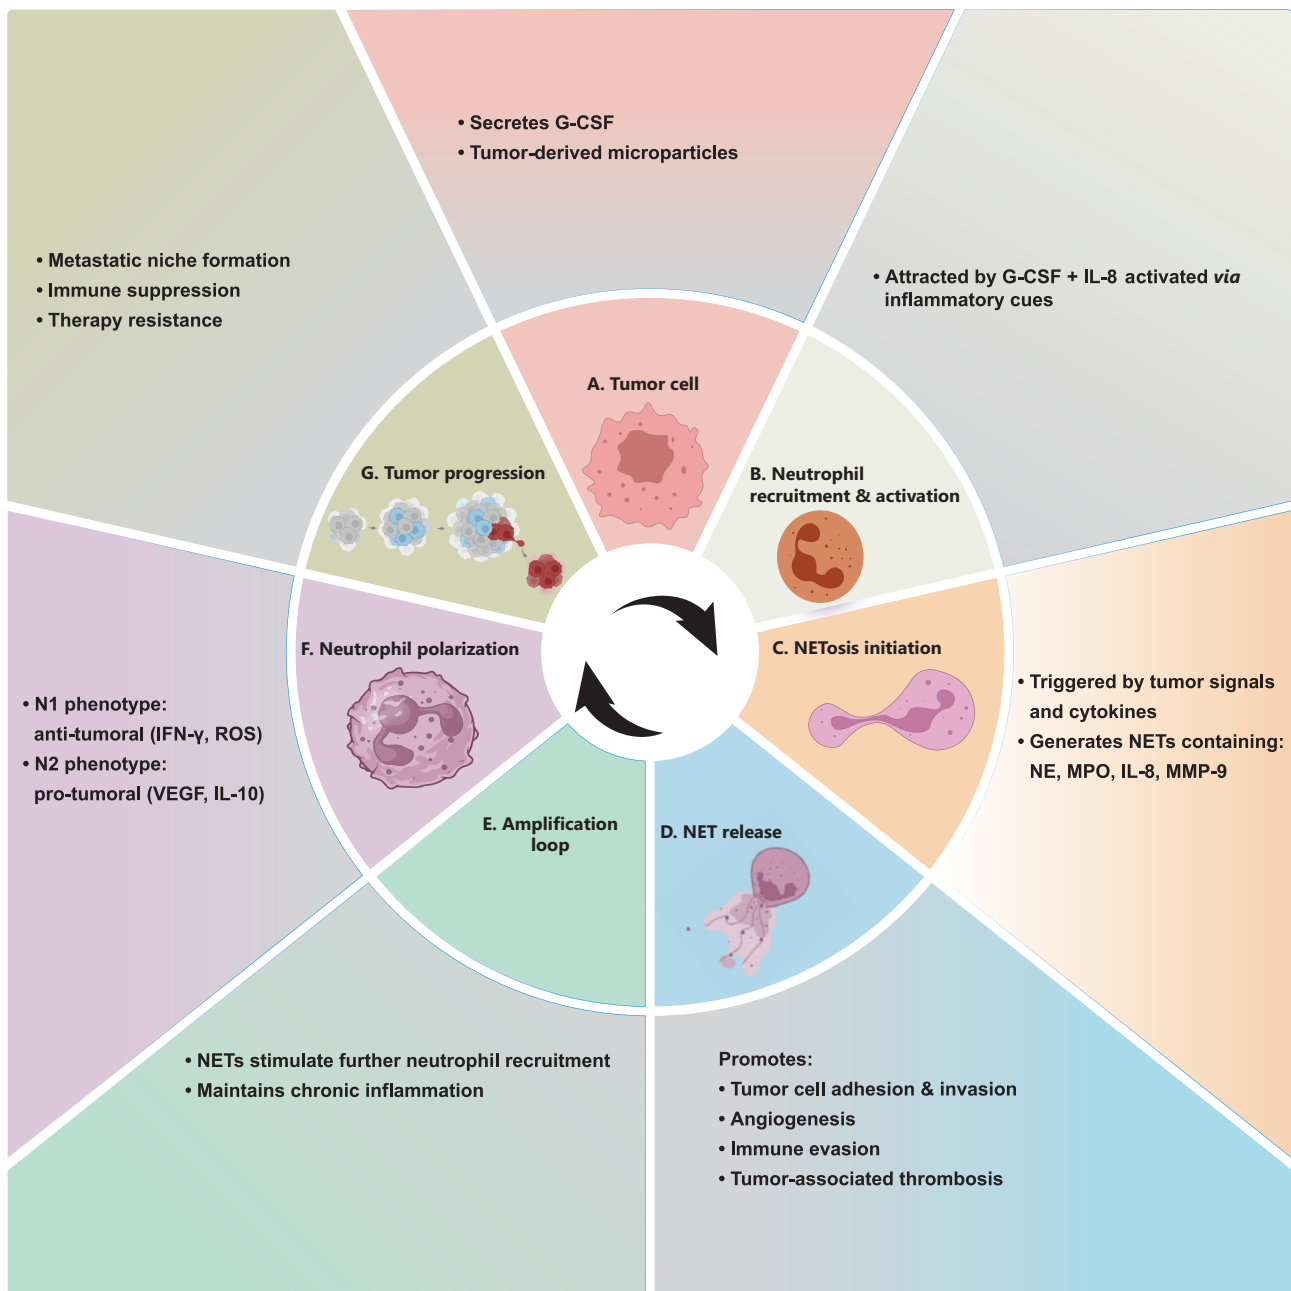 • Secretes G-CSF
• Tumor-derived microparticles
• Metastatic niche formation
• Immune suppression
• Therapy resistance
• Attracted by G-CSF + IL-8 activated via
inflammatory cues
A. Tumor cell
G. Tumor progression
B. Neutrophil
recruitment & activation
F. Neutrophil polarization
C. NETosis initiation
• N1 phenotype:
anti-tumoral (IFN-γ, ROS)
• N2 phenotype:
pro-tumoral (VEGF, IL-10)
• Triggered by tumor signals
and cytokines
• Generates NETs containing:
NE, MPO, IL-8, MMP-9
E. Amplification
loop
D. NET release
• NETs stimulate further neutrophil recruitment
• Maintains chronic inflammation
Promotes:
• Tumor cell adhesion & invasion
• Angiogenesis
• Immune evasion
• Tumor-associated thrombosis